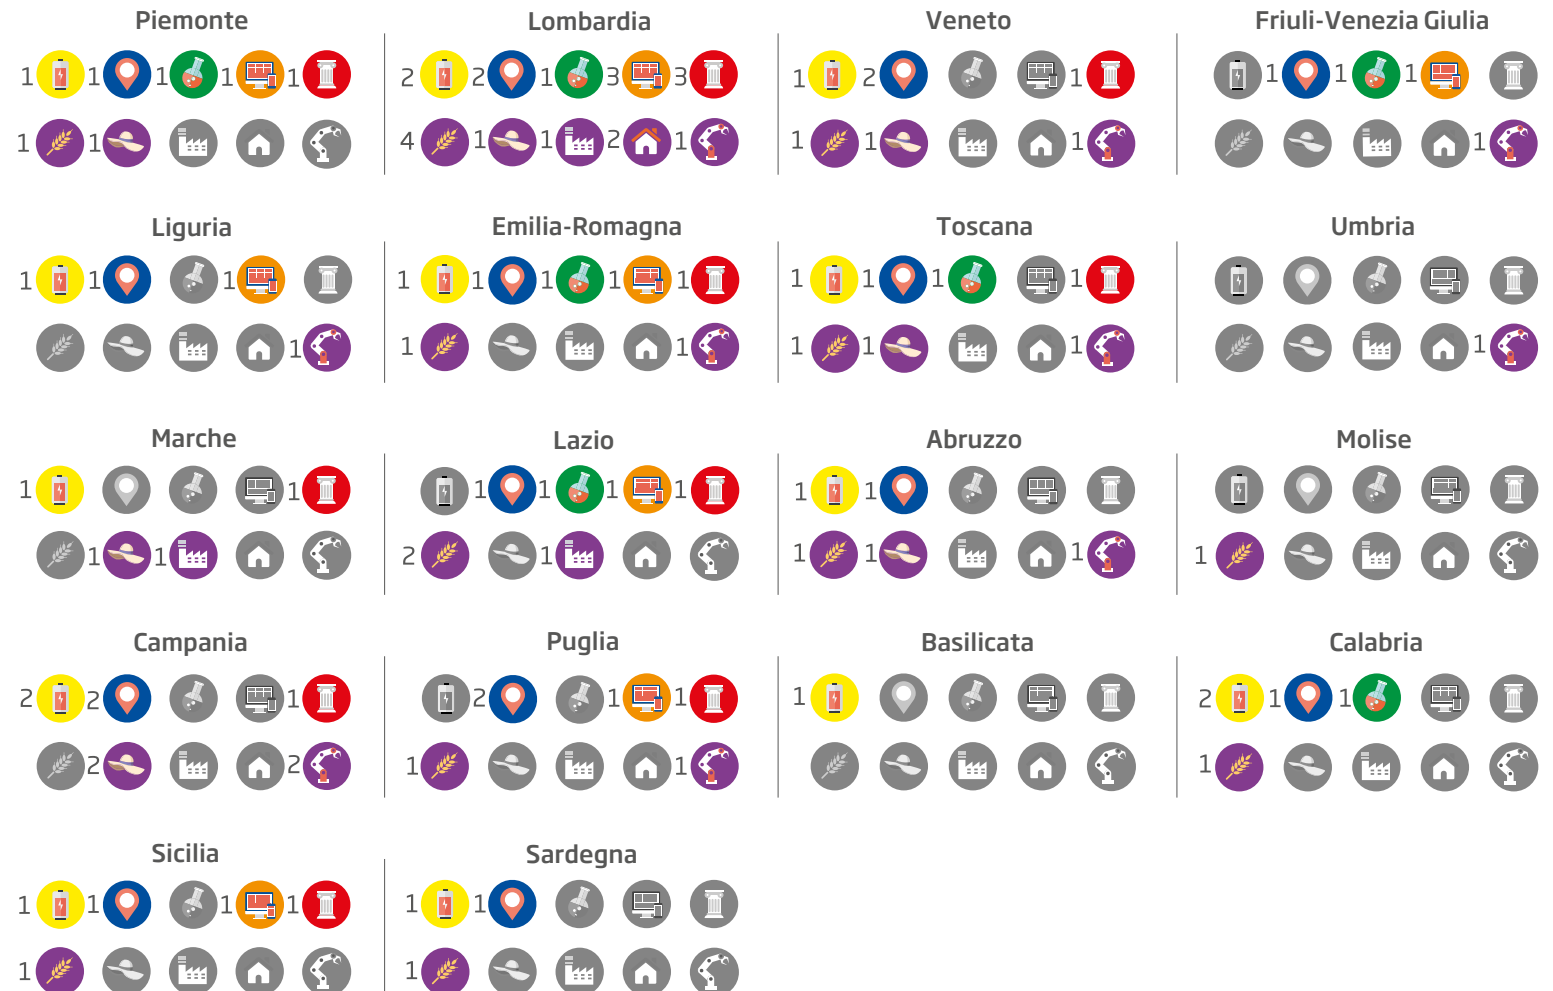 Piemonte Lombardia Veneto Friuli-Venezia Giulia
1 1 1 1 1 2 2 1 3 3 1 2 1 1 1 1
1 1 4 1 1 2 1 1 1 1 1
Liguria Emilia-Romagna Toscana Umbria
1 1 1 1 1 1 1 1 1 1 1 1
1 1 1 1 1 1 1
Marche Lazio Abruzzo Molise
1 1 1 1 1 1 1 1
1 1 2 1 1 1 1 1
Campania Puglia Basilicata Calabria
2 2 1 2 1 1 1 2 1 1
2 2 1 1 1
Sicilia Sardegna
1 1 1 1 1 1
1 1